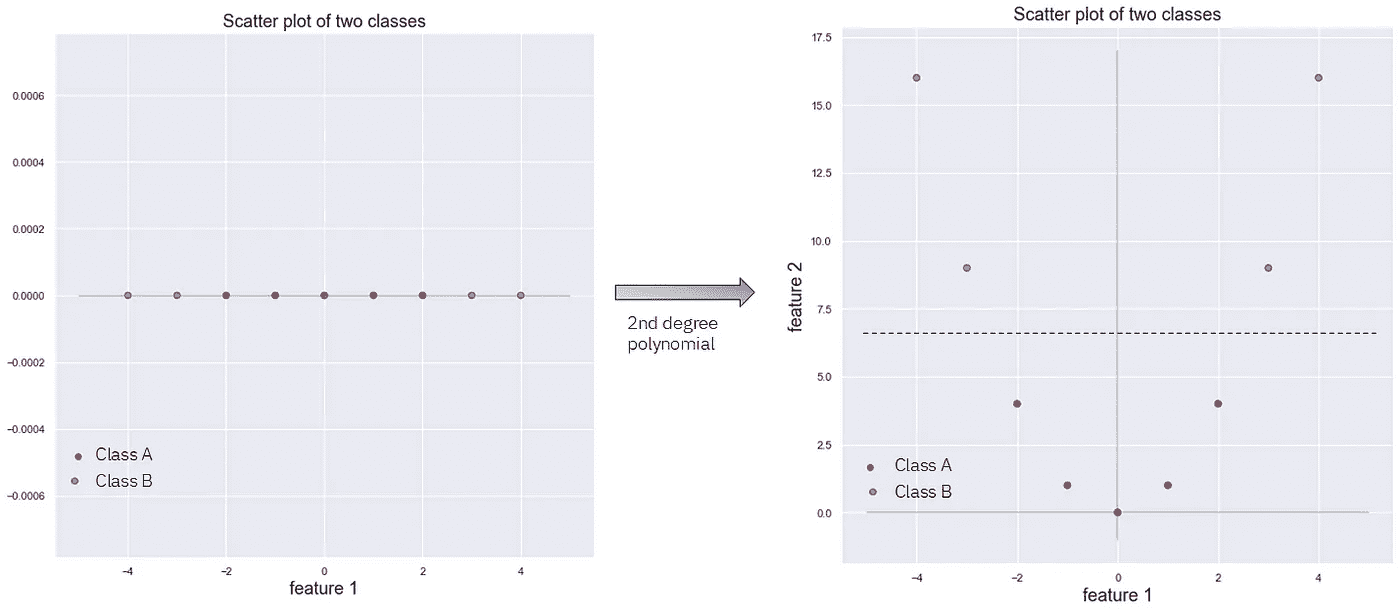 Scatter plot of two classes
0.0006
0.0004
0.0002
0.0000
−0.0002
−0.0004
−0.0006
Class A
Class B
−4
−2
0
2
4
feature 1
2nd degree
polynomial
Scatter plot of two classes
17.5
15.0
12.5
10.0
7.5
5.0
2.5
0.0
feature 2
Class A
Class B
−4
−2
0
2
4
feature 1